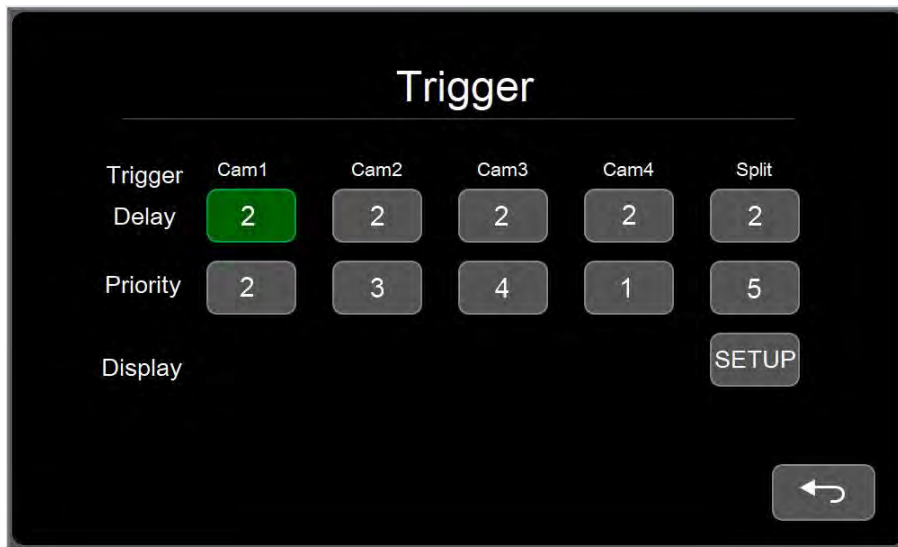 Trigger
Trigger Cam1 Cam2 Cam3 Cam4 Split
Delay 2 2 2 2 2
Priority 2 3 4 1 5
Display SETUP